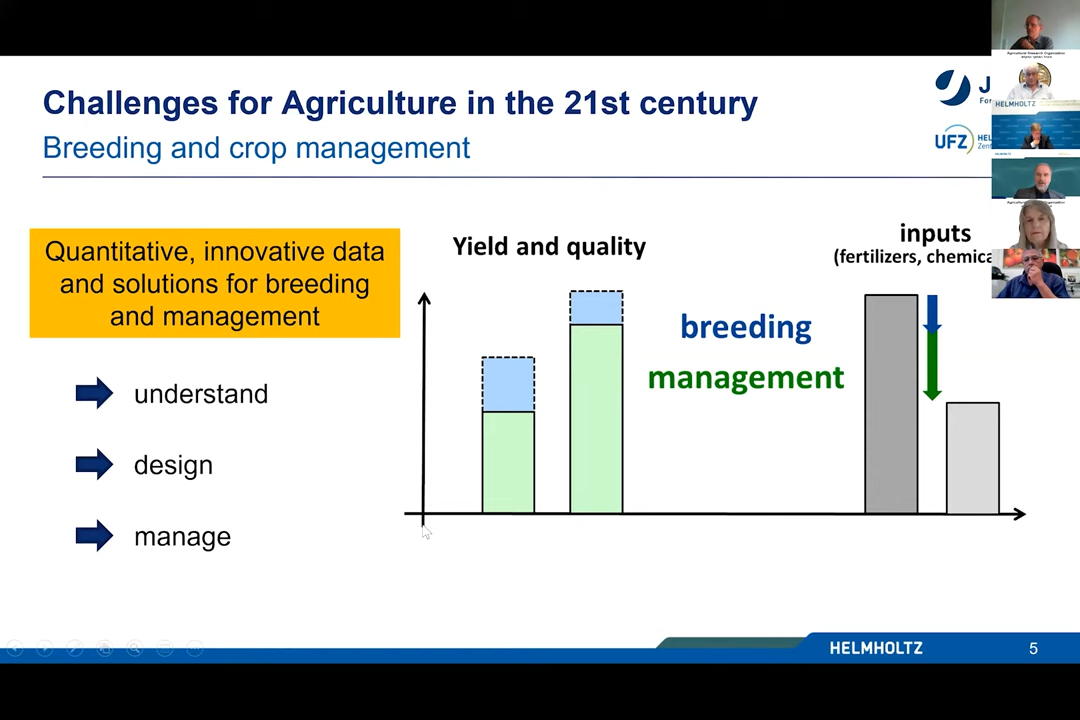 Challenges for Agriculture in the 21st century
Breeding and crop management
UFZ
HELMHOLTZ
Quantitative, innovative data
and solutions for breeding
and management
understand
design
manage
Yield and quality
breeding
management
inputs
(fertilizers,
HELMHOLTZ
5